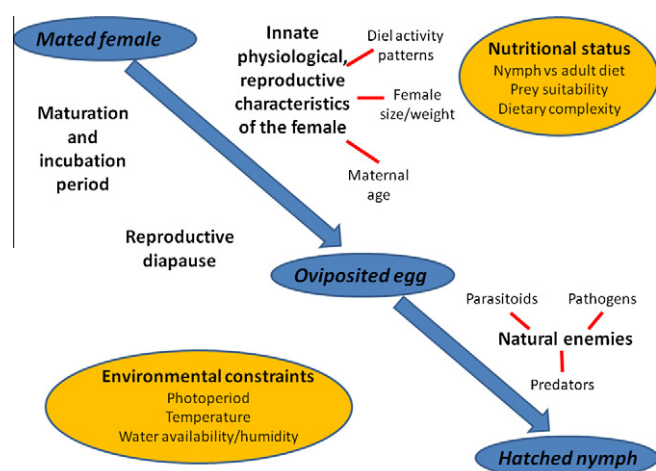 Mated female
Innate
physiological,
reproductive
characteristics
of the female
Diel activity
patterns
Female
size/weight
Maternal
age
Nutritional status
Nymph vs adult diet
Prey suitability
Dietary complexity
Maturation
and
incubation
period
Reproductive
diapause
Oviposited egg
Parasitoids
Pathogens
Natural enemies
Predators
Environmental constraints
Photoperiod
Temperature
Water availability/humidity
Hatched nymph